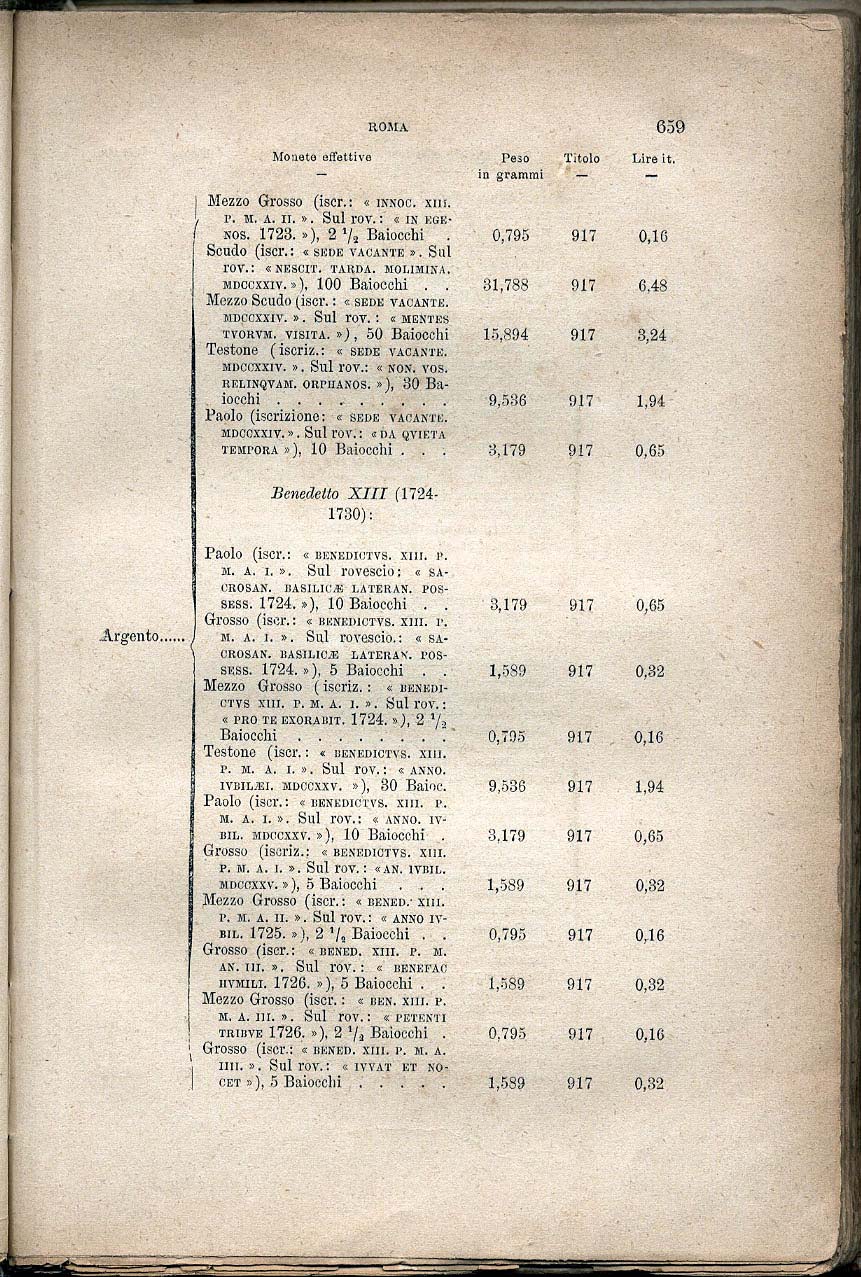 ROMA 659
Monete effettive Peso Titolo Lire it.
— in grammi — —
Mezzo Grosso (iscr.: « INNOC. XIII.
P. M. A. II. ». Sul rov.: « IN EGE-
NOS. 1723. »), 2 1/2 Baiocchi . 0,795 917 0,16
Scudo (iscr.: « SEDE VACANTE ». Sul
rov.: « NESCIT. TARDA. MOLIMINA.
MDCCXXIV. »), 100 Baiocchi . . 31,788 917 6,48
Mezzo Scudo (iscr.: « SEDE VACANTE.
MDCCXXIV. ». Sul rov.: « MENTES
TVORVM. VISITA. »), 50 Baiocchi 15,894 917 3,24
Testone (iscriz.: « SEDE VACANTE.
MDCCXXIV. ». Sul rov.: « NON. VOS.
RELINQVAM. ORPHANOS. »), 30 Ba-
iocchi . . . . . . . . . 9,536 917 1,94
Paolo (iscrizione: « SEDE VACANTE.
MDCCXXIV. ». Sul rov.: « DA QVIETA
TEMPORA »), 10 Baiocchi . . . 3,179 917 0,65
Benedetto XIII (1724-
1730):
Paolo (iscr.: « BENEDICTVS. XIII. P.
M. A. I. ». Sul rovescio: « SA-
CROSAN. BASILICÆ LATERAN. POS-
SESS. 1724. »), 10 Baiocchi . . 3,179 917 0,65
Grosso (iscr.: « BENEDICTVS. XIII. P.
Argento...... M. A. I. ». Sul rovescio.: « SA-
CROSAN. BASILICÆ LATERAN. POS-
SESS. 1724. »), 5 Baiocchi . . 1,589 917 0,32
Mezzo Grosso (iscriz.: « BENEDI-
CTVS XIII. P. M. A. I. ». Sul rov.:
« PRO TE EXORABIT. 1724. »), 2 1/2
Baiocchi . . . . . . . . 0,795 917 0,16
Testone (iscr.: « BENEDICTVS. XIII.
P. M. A. I. ». Sul rov.: « ANNO.
IVBILÆI. MDCCXXV. »), 30 Baioc. 9,536 917 1,94
Paolo (iscr.: « BENEDICTVS. XIII. P.
M. A. I. ». Sul rov.: « ANNO. IV-
BIL. MDCCXXV. »), 10 Baiocchi . 3,179 917 0,65
Grosso (iscriz.: « BENEDICTVS. XIII.
P. M. A. I. ». Sul rov.: « AN. IVBIL.
MDCCXXV. »), 5 Baiocchi . . . 1,589 917 0,32
Mezzo Grosso (iscr.: « BENED. XIII.
P. M. A. II. ». Sul rov.: « ANNO IV-
BIL. 1725. »), 2 1/2 Baiocchi . . 0,795 917 0,16
Grosso (iscr.: « BENED. XIII. P. M.
AN. III. ». Sul rov.: « BENEFAC
HVMILI. 1726. »), 5 Baiocchi . . 1,589 917 0,32
Mezzo Grosso (iscr.: « BEN. XIII. P.
M. A. III. ». Sul rov.: « PETENTI
TRIBVE 1726. »), 2 1/2 Baiocchi . 0,795 917 0,16
Grosso (iscr.: « BENED. XIII. P. M. A.
IIII. ». Sul rov.: « IVVAT ET NO-
CET »), 5 Baiocchi . . . . . 1,589 917 0,32